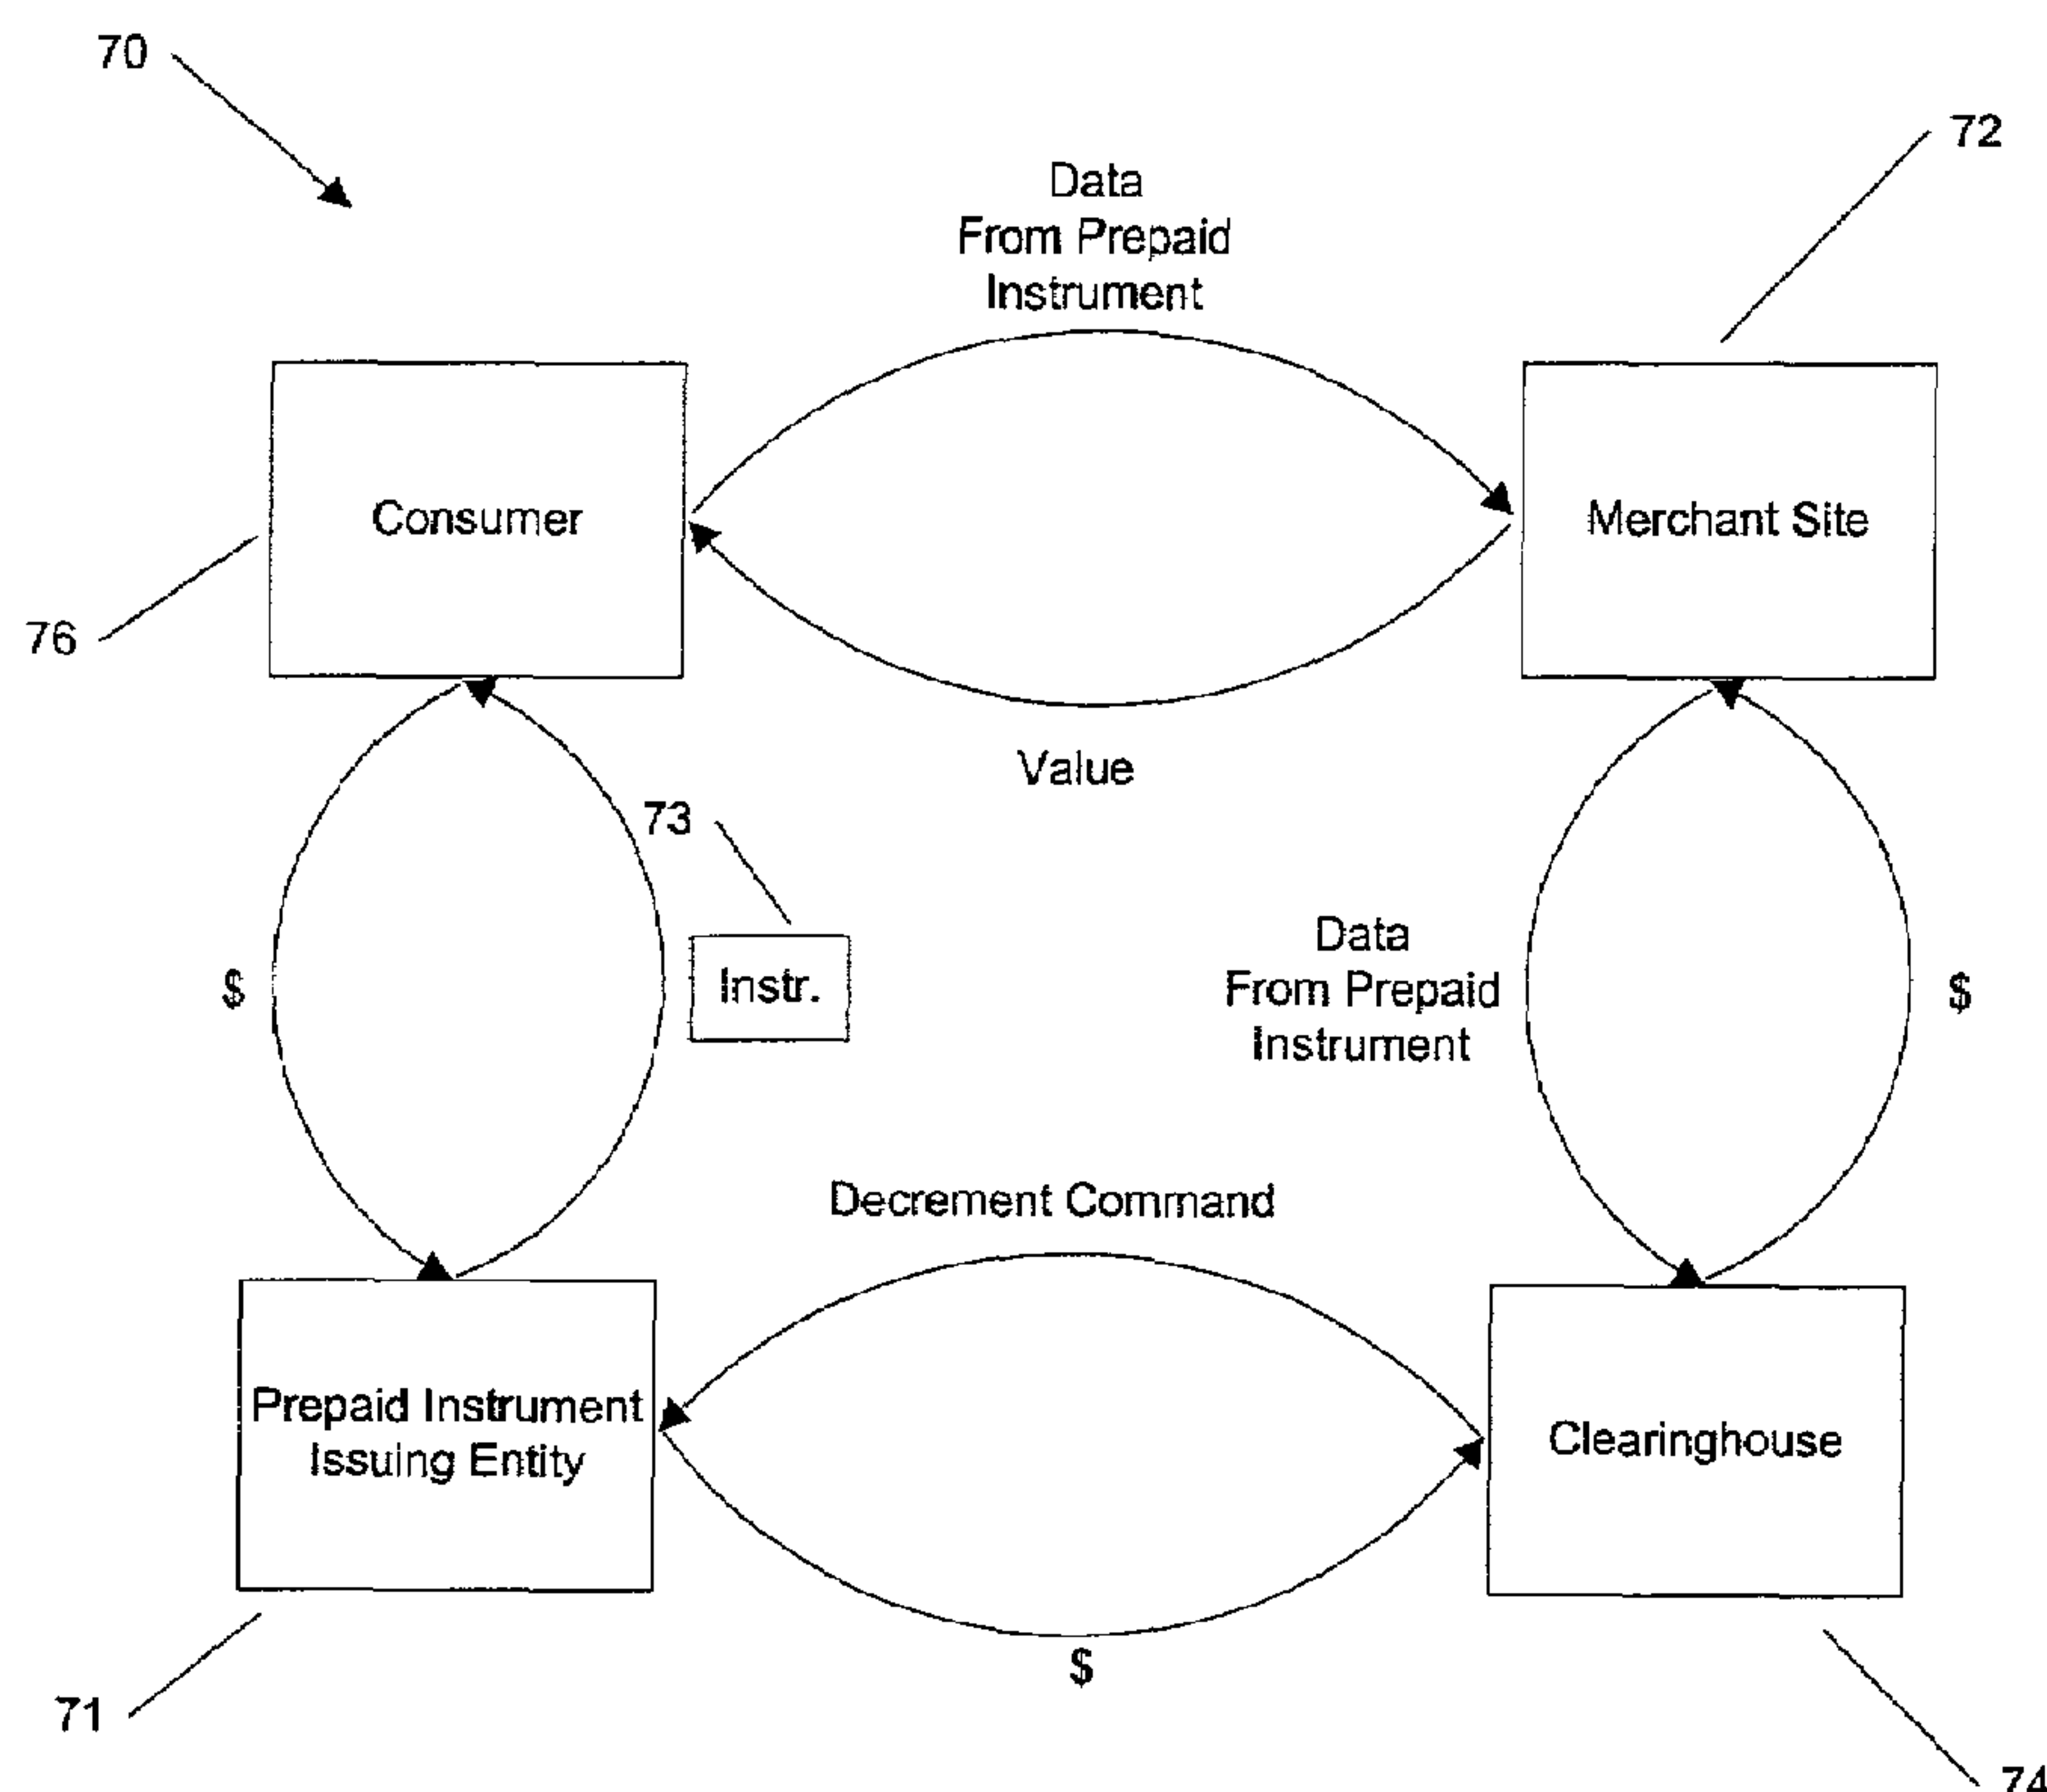 70
72
Data
From Prepaid
Instrument
Consumer
Merchant Site
76
Value
73
$
Instr.
Data
From Prepaid
Instrument
$
Decrement Command
Prepaid Instrument
Issuing Entity
Clearinghouse
$
71
74